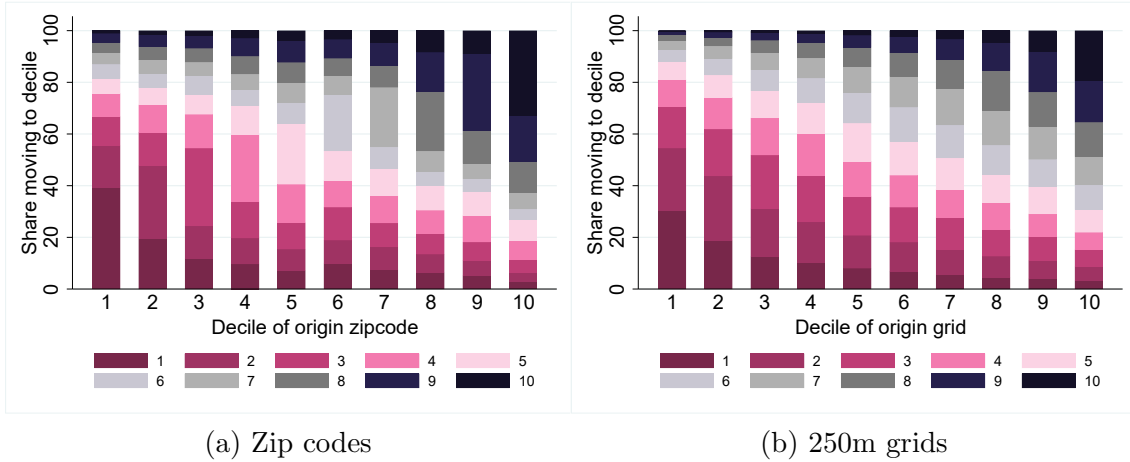 Share moving to decile
100
80
60
40
20
0
1 2 3 4 5 6 7 8 9 10
Decile of origin zipcode
1 2 3 4 5
6 7 8 9 10
(a) Zip codes
Share moving to decile
100
80
60
40
20
0
1 2 3 4 5 6 7 8 9 10
Decile of origin grid
1 2 3 4 5
6 7 8 9 10
(b) 250m grids